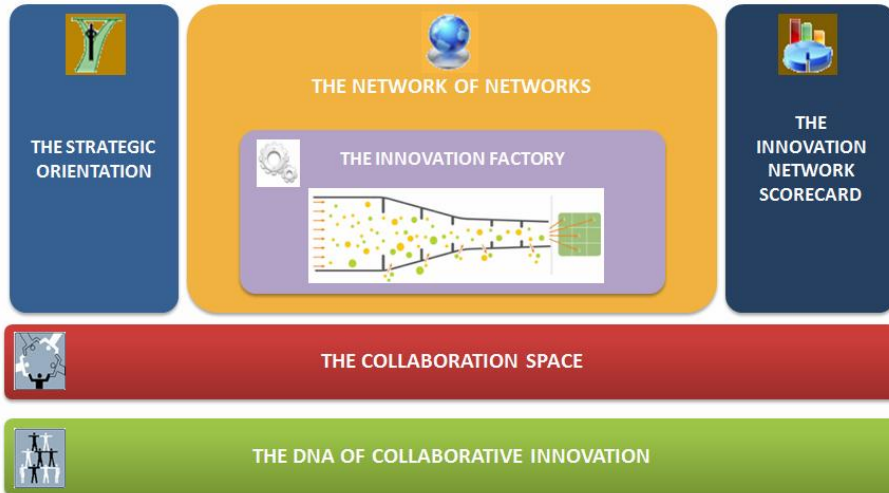 THE STRATEGIC
ORIENTATION
THE NETWORK OF NETWORKS
THE INNOVATION FACTORY
THE
INNOVATION
NETWORK
SCORECARD
THE COLLABORATION SPACE
THE DNA OF COLLABORATIVE INNOVATION